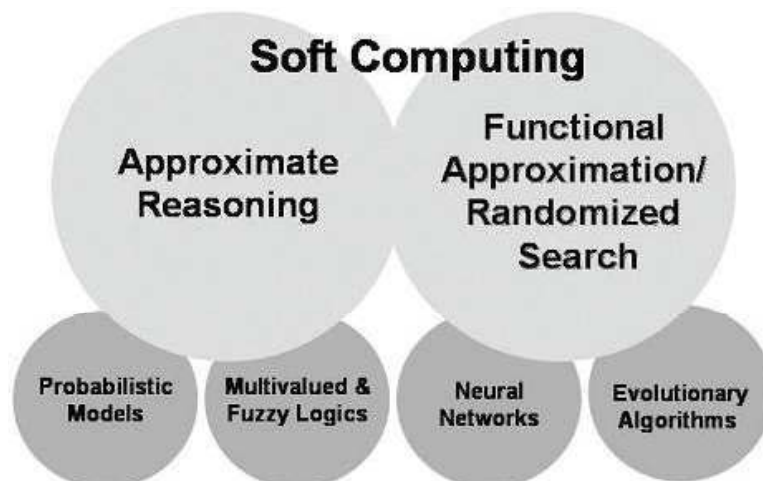 Soft Computing
Approximate
Reasoning
Functional
Approximation/
Randomized
Search
Probabilistic
Models
Multivalued &
Fuzzy Logics
Neural
Networks
Evolutionary
Algorithms